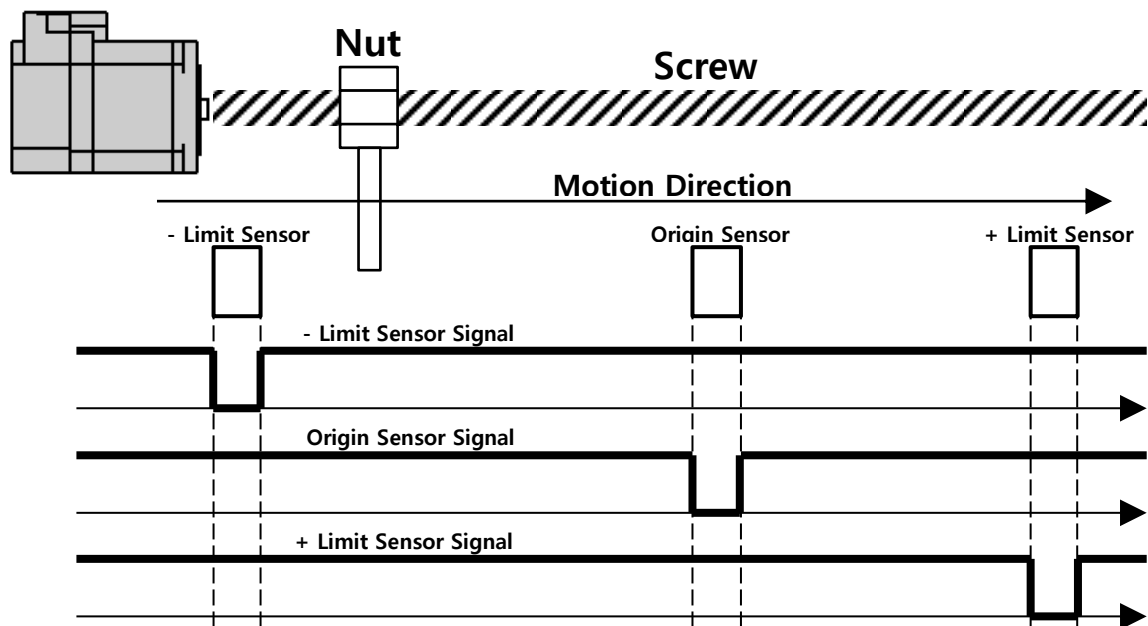 Nut
Screw
Motion Direction
- Limit Sensor
Origin Sensor
+ Limit Sensor
- Limit Sensor Signal
Origin Sensor Signal
+ Limit Sensor Signal